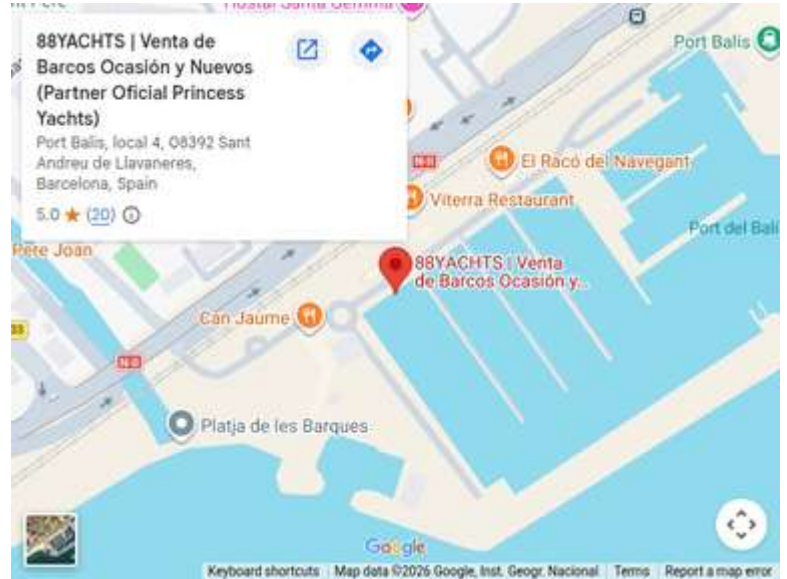 Hostal Santa Gemma
88YACHTS | Venta de
Barcos Ocasión y Nuevos
(Partner Oficial Princess
Yachts)
Port Balis, local 4, 08392 Sant
Andreu de Llavaneres,
Barcelona, Spain
5.0 ★ (20)
Port Balis
N-II
El Racó del Navegant
Viterra Restaurant
Port del Bali
Pere Joan
88YACHTS | Venta
de Barcos Ocasión y...
Can Jaume
N-II
Platja de les Barques
Google
Keyboard shortcuts
Map data ©2026 Google, Inst. Geogr. Nacional
Terms
Report a map error